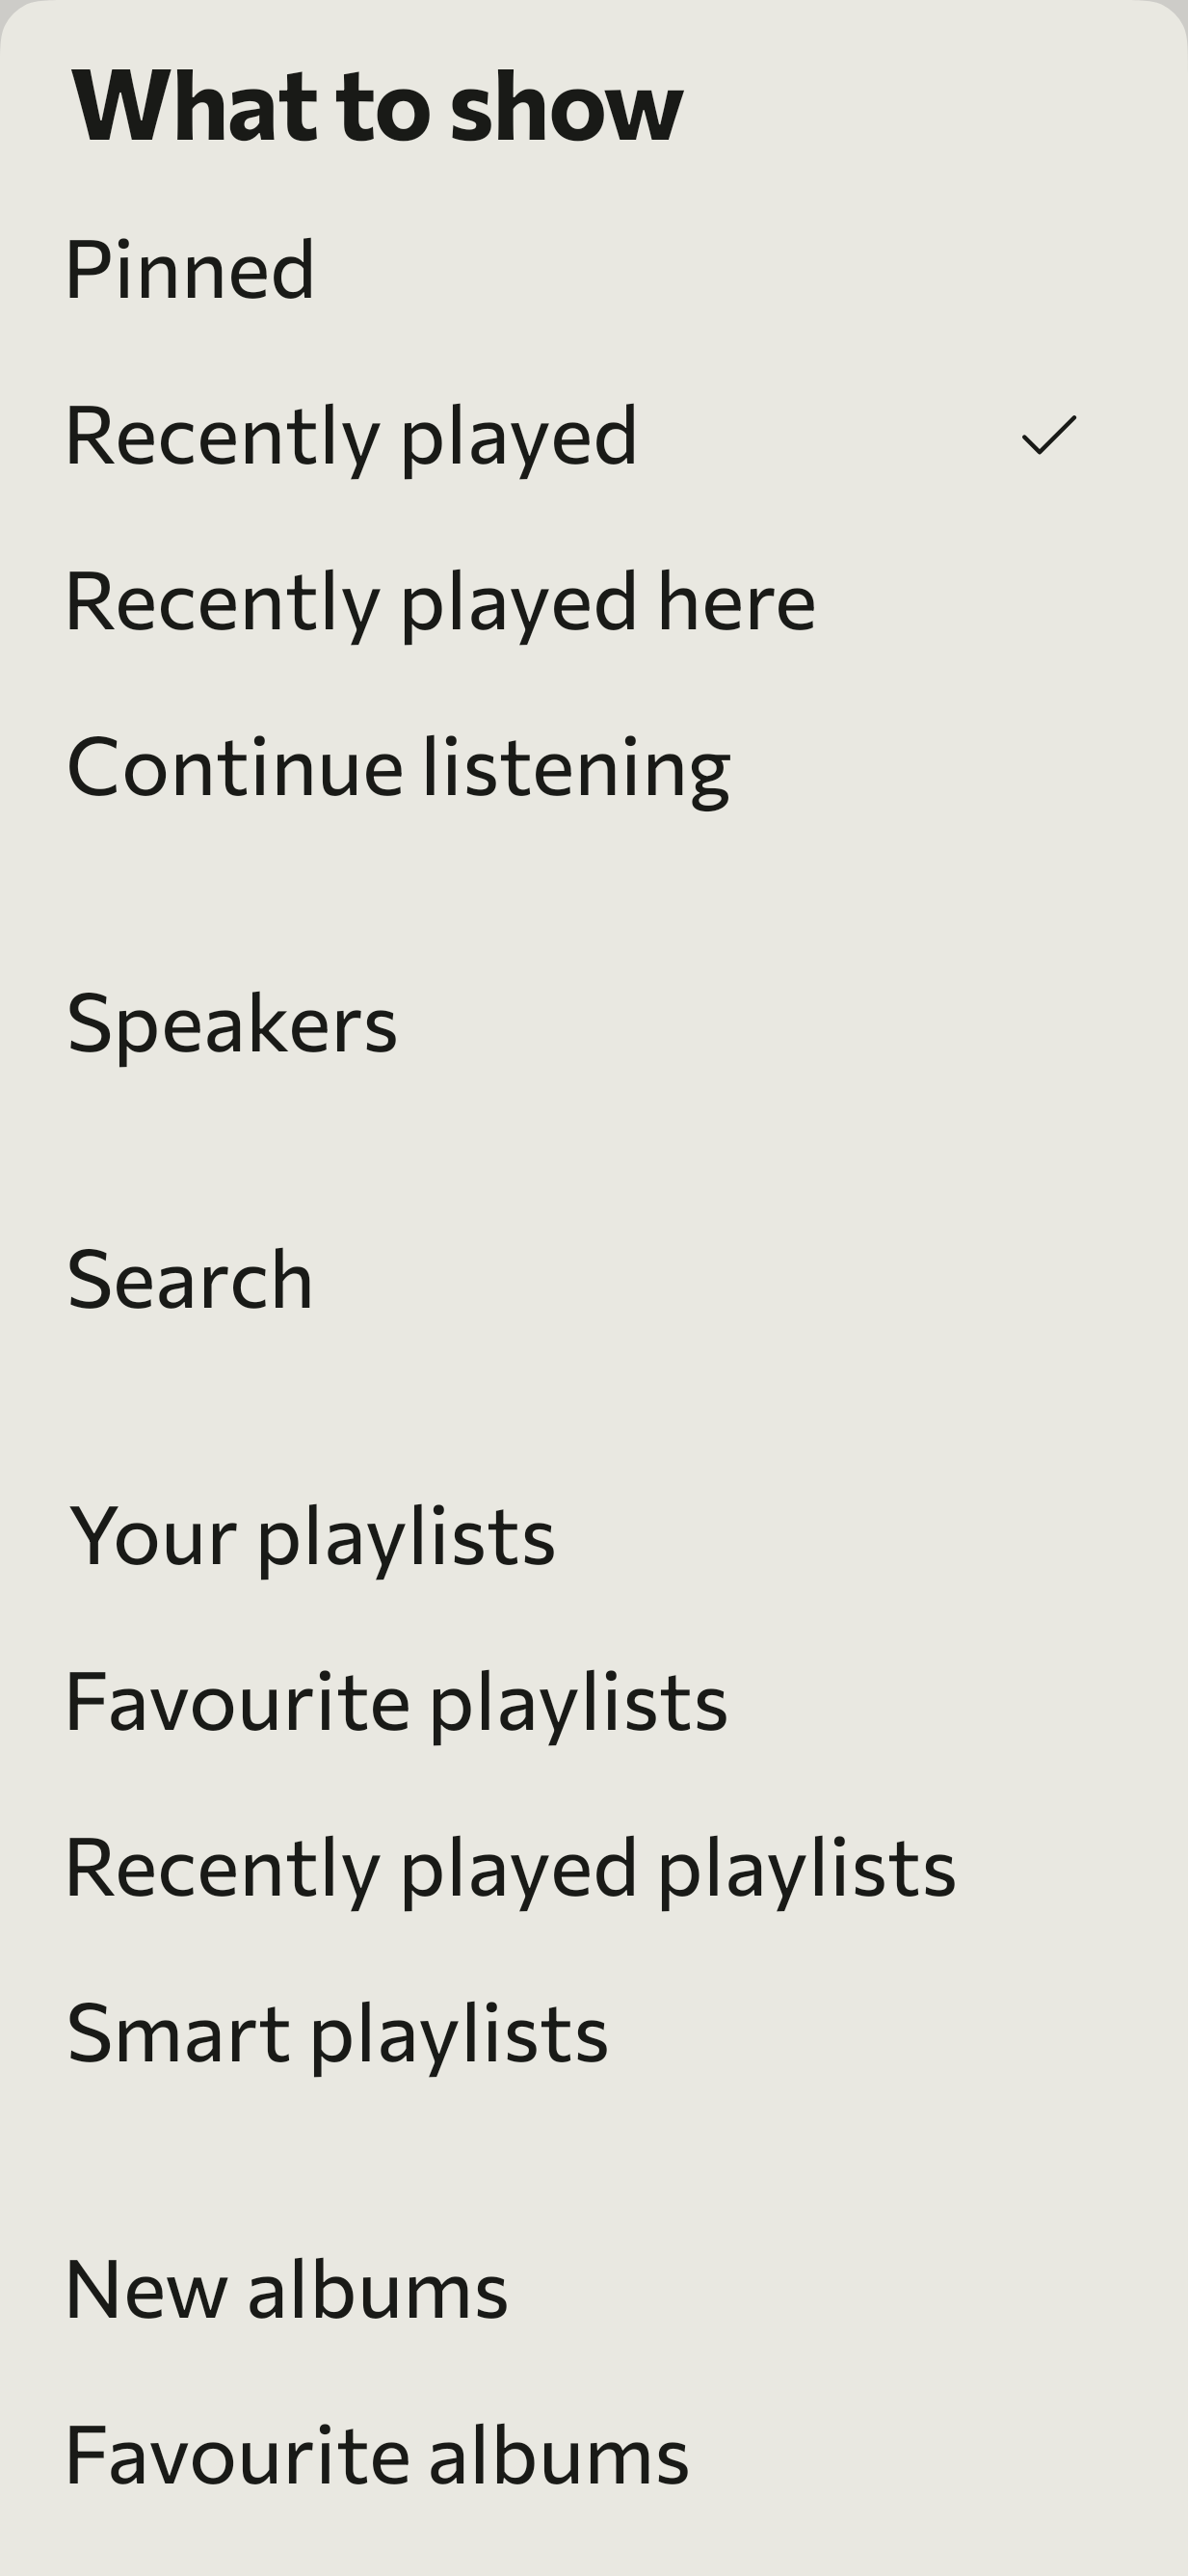 What to show
Pinned
Recently played
Recently played here
Continue listening
Speakers
Search
Your playlists
Favourite playlists
Recently played playlists
Smart playlists
New albums
Favourite albums